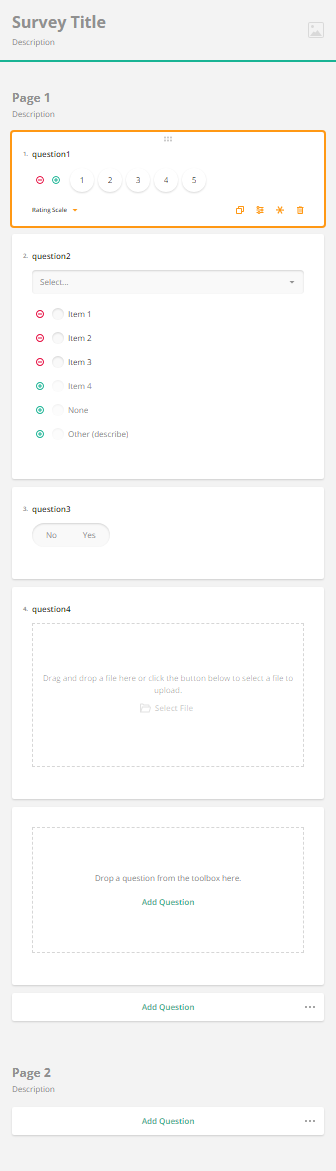 Survey Title
Description
Page 1
Description
1. question1
1 2 3 4 5
Rating Scale
2. question2
Select...
Item 1
Item 2
Item 3
Item 4
None
Other (describe)
3. question3
No Yes
4. question4
Drag and drop a file here or click the button below to select a file to
upload.
Select File
Drop a question from the toolbox here.
Add Question
Add Question
Page 2
Description
Add Question